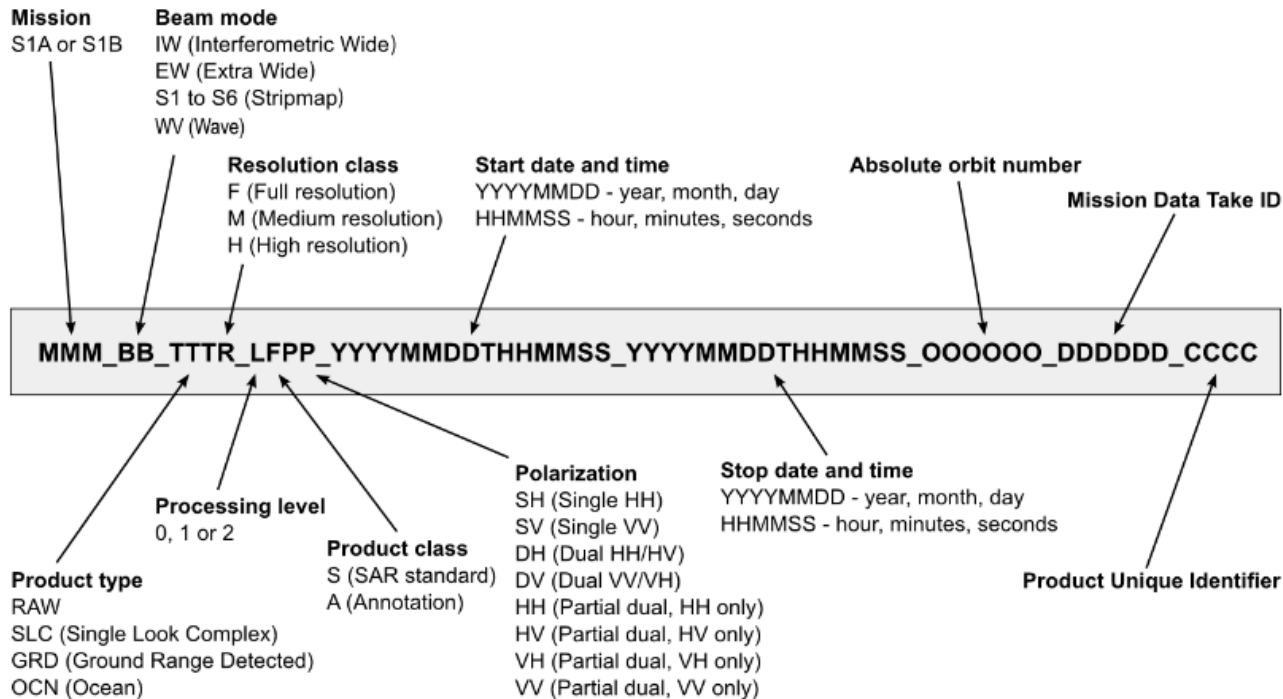 Mission
S1A or S1B
Beam mode
IW (Interferometric Wide)
EW (Extra Wide)
S1 to S6 (Stripmap)
WV (Wave)
Resolution class
F (Full resolution)
M (Medium resolution)
H (High resolution)
Start date and time
YYYYMMDD - year, month, day
HHMMSS - hour, minutes, seconds
Absolute orbit number
Mission Data Take ID
MMM_BB_TTTR_LFPP_YYYYMMDDTHHMMSS_YYYYMMDDTHHMMSS_OOOOOO_DDDDDD_CCCC
Product type
RAW
SLC (Single Look Complex)
GRD (Ground Range Detected)
OCN (Ocean)
Processing level
0, 1 or 2
Product class
S (SAR standard)
A (Annotation)
Polarization
SH (Single HH)
SV (Single VV)
DH (Dual HH/HV)
DV (Dual VV/VH)
HH (Partial dual, HH only)
HV (Partial dual, HV only)
VH (Partial dual, VH only)
VV (Partial dual, VV only)
Stop date and time
YYYYMMDD - year, month, day
HHMMSS - hour, minutes, seconds
Product Unique Identifier